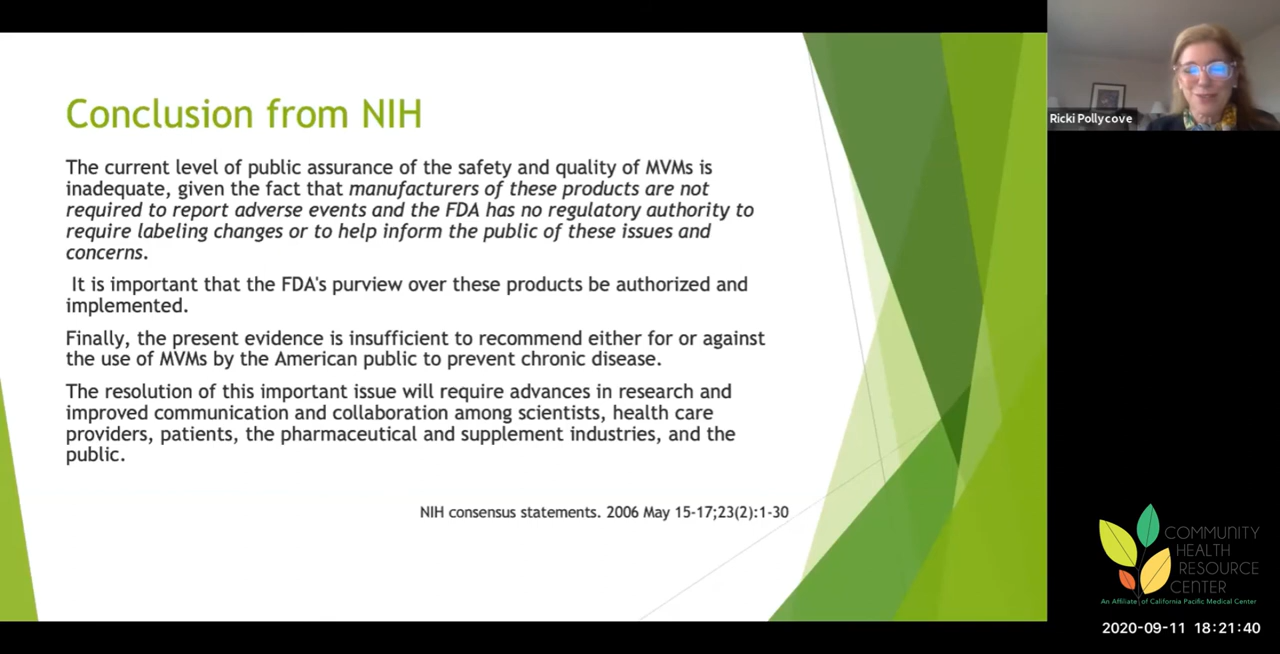 Conclusion from NIH
The current level of public assurance of the safety and quality of MVMs is
inadequate, given the fact that manufacturers of these products are not
required to report adverse events and the FDA has no regulatory authority to
require labeling changes or to help inform the public of these issues and
concerns.
It is important that the FDA's purview over these products be authorized and
implemented.
Finally, the present evidence is insufficient to recommend either for or against
the use of MVMs by the American public to prevent chronic disease.
The resolution of this important issue will require advances in research and
improved communication and collaboration among scientists, health care
providers, patients, the pharmaceutical and supplement industries, and the
public.
NIH consensus statements. 2006 May 15-17;23(2):1-30
Ricki Pollycove
COMMUNITY
HEALTH
RESOURCE
CENTER
An Affiliate of California Pacific Medical Center
2020-09-11 18:21:40